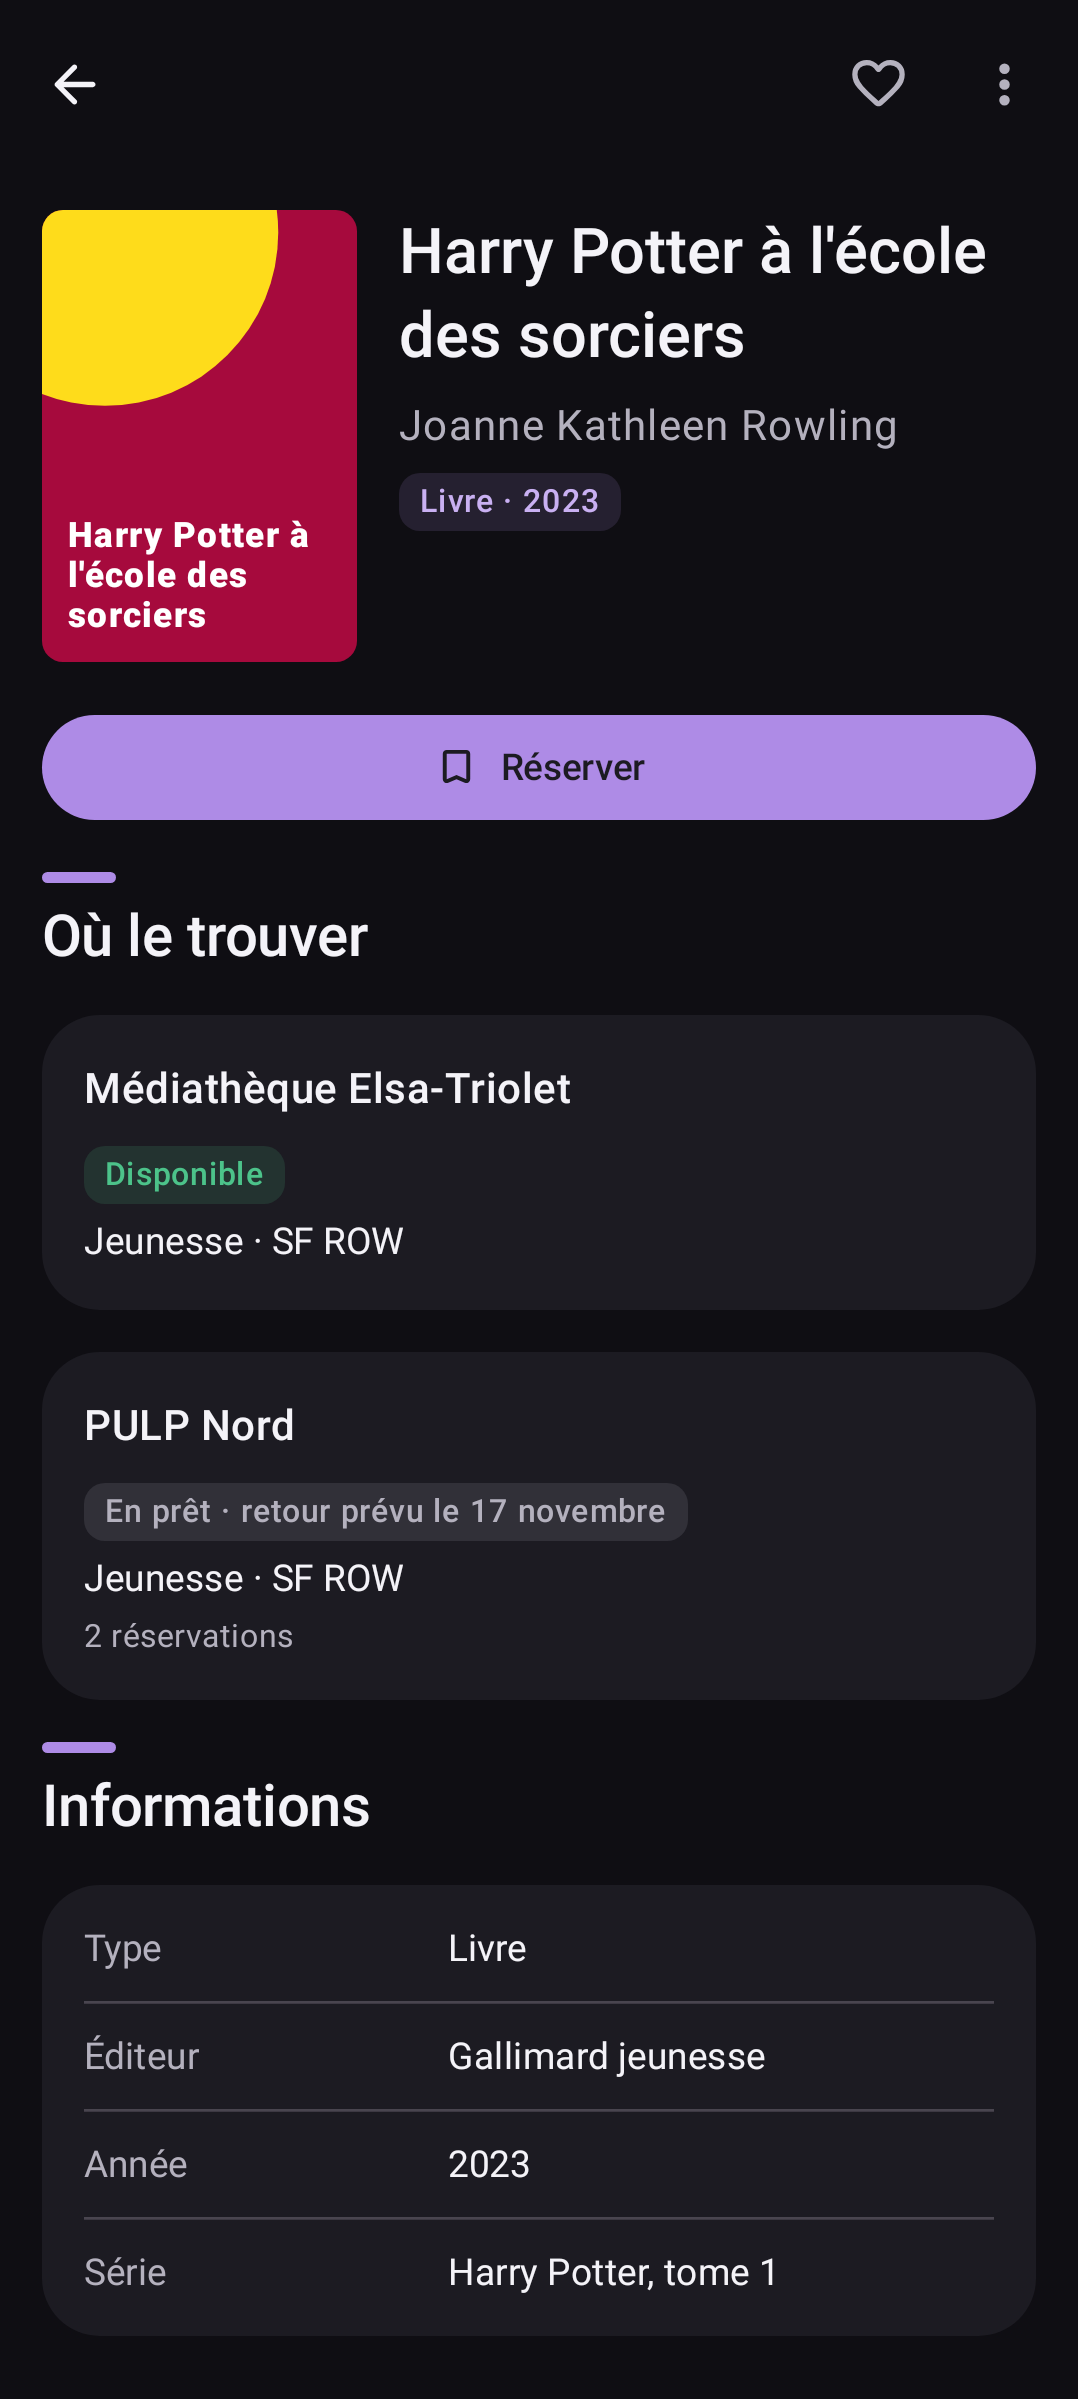 Harry Potter à l'école
des sorciers
Joanne Kathleen Rowling
Livre · 2023
Harry Potter à
l'école des
sorciers
Réserver
Où le trouver
Médiathèque Elsa-Triolet
Disponible
Jeunesse · SF ROW
PULP Nord
En prêt · retour prévu le 17 novembre
Jeunesse · SF ROW
2 réservations
Informations
Type Livre
Éditeur Gallimard jeunesse
Année 2023
Série Harry Potter, tome 1